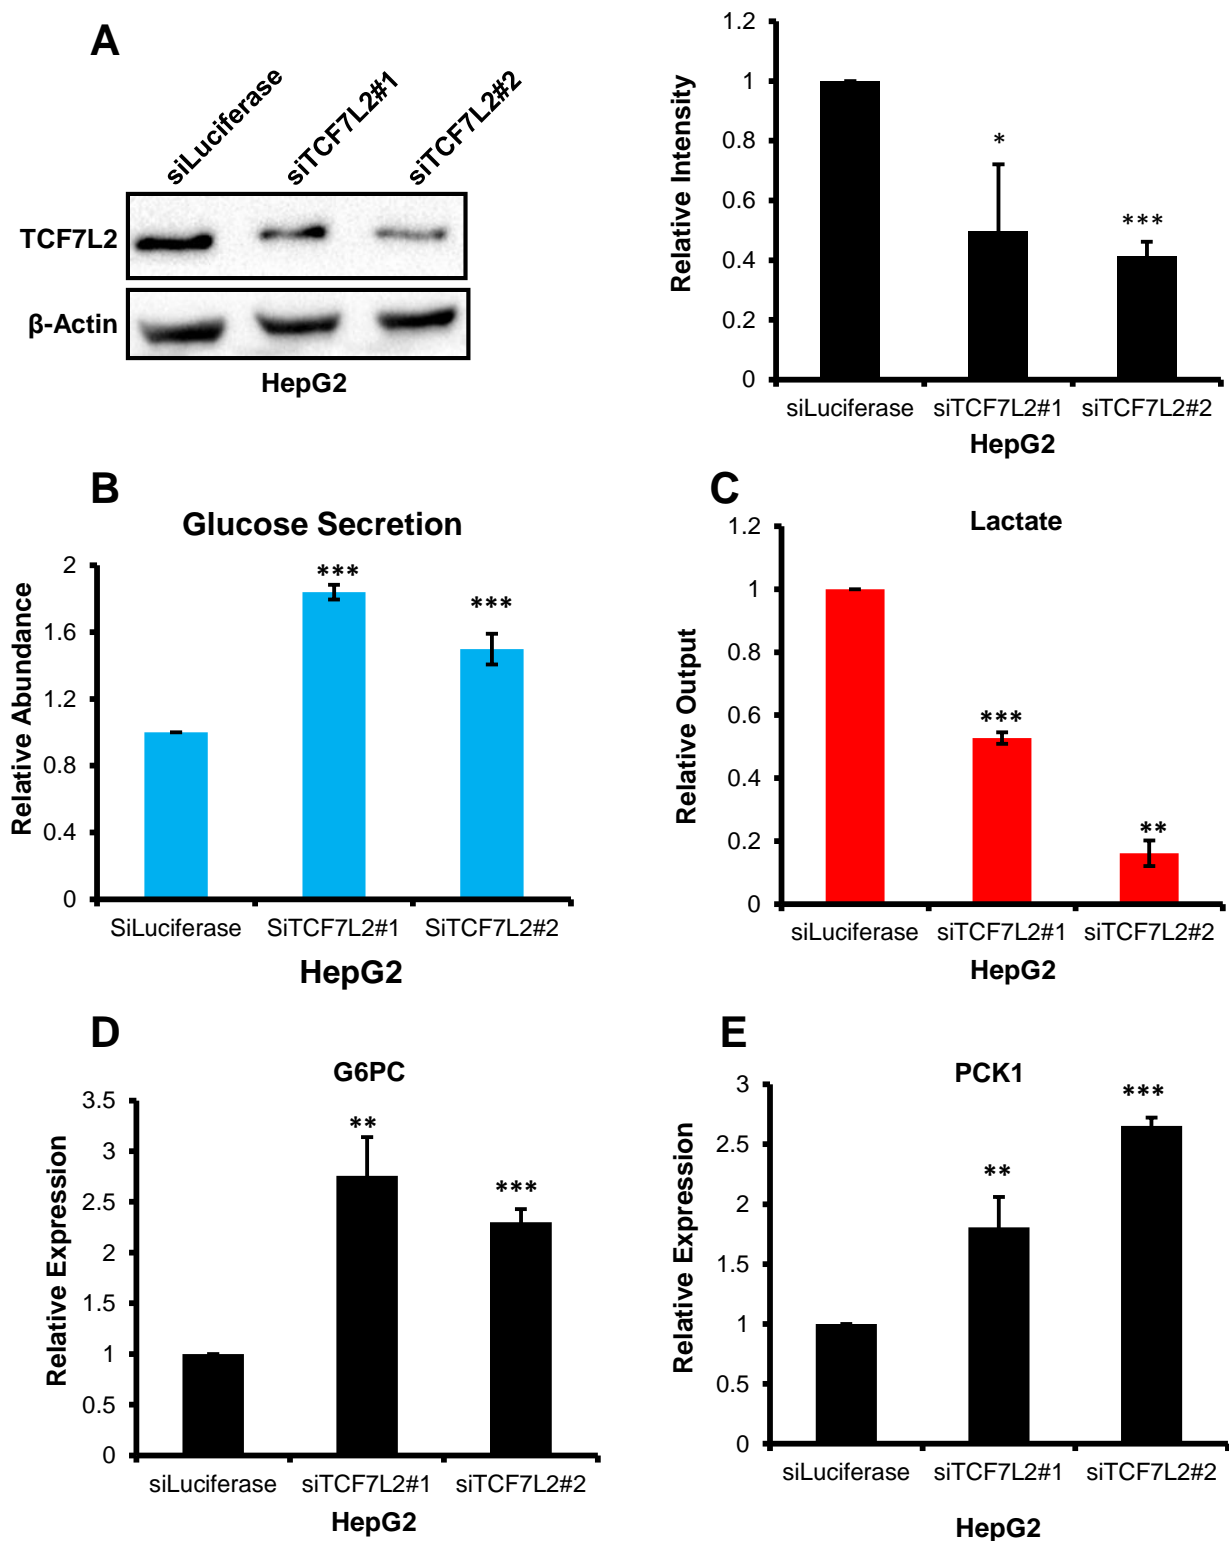 A
siLuciferase
siTCF7L2#1
siTCF7L2#2
TCF7L2
β-Actin
HepG2
Relative Intensity
1.2
1
0.8
0.6
0.4
0.2
0
*
***
siLuciferase siTCF7L2#1 siTCF7L2#2
HepG2
B
Glucose Secretion
Relative Abundance
2
1.6
1.2
0.8
0.4
0
***
***
SiLuciferase SiTCF7L2#1 SiTCF7L2#2
HepG2
C
Lactate
Relative Output
1.2
1
0.8
0.6
0.4
0.2
0
***
**
siLuciferase siTCF7L2#1 siTCF7L2#2
HepG2
D
G6PC
Relative Expression
3.5
3
2.5
2
1.5
1
0.5
0
**
***
siLuciferase siTCF7L2#1 siTCF7L2#2
HepG2
E
PCK1
Relative Expression
3
2.5
2
1.5
1
0.5
0
**
***
siLuciferase siTCF7L2#1 siTCF7L2#2
HepG2